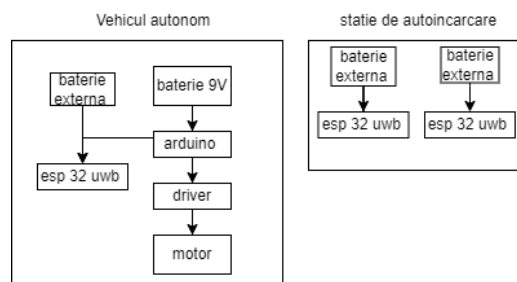 Vehicul autonom
baterie
externa
baterie 9V
arduino
esp 32 uwb
driver
motor
statie de autoincarcare
baterie
externa
baterie
externa
esp 32 uwb
esp 32 uwb